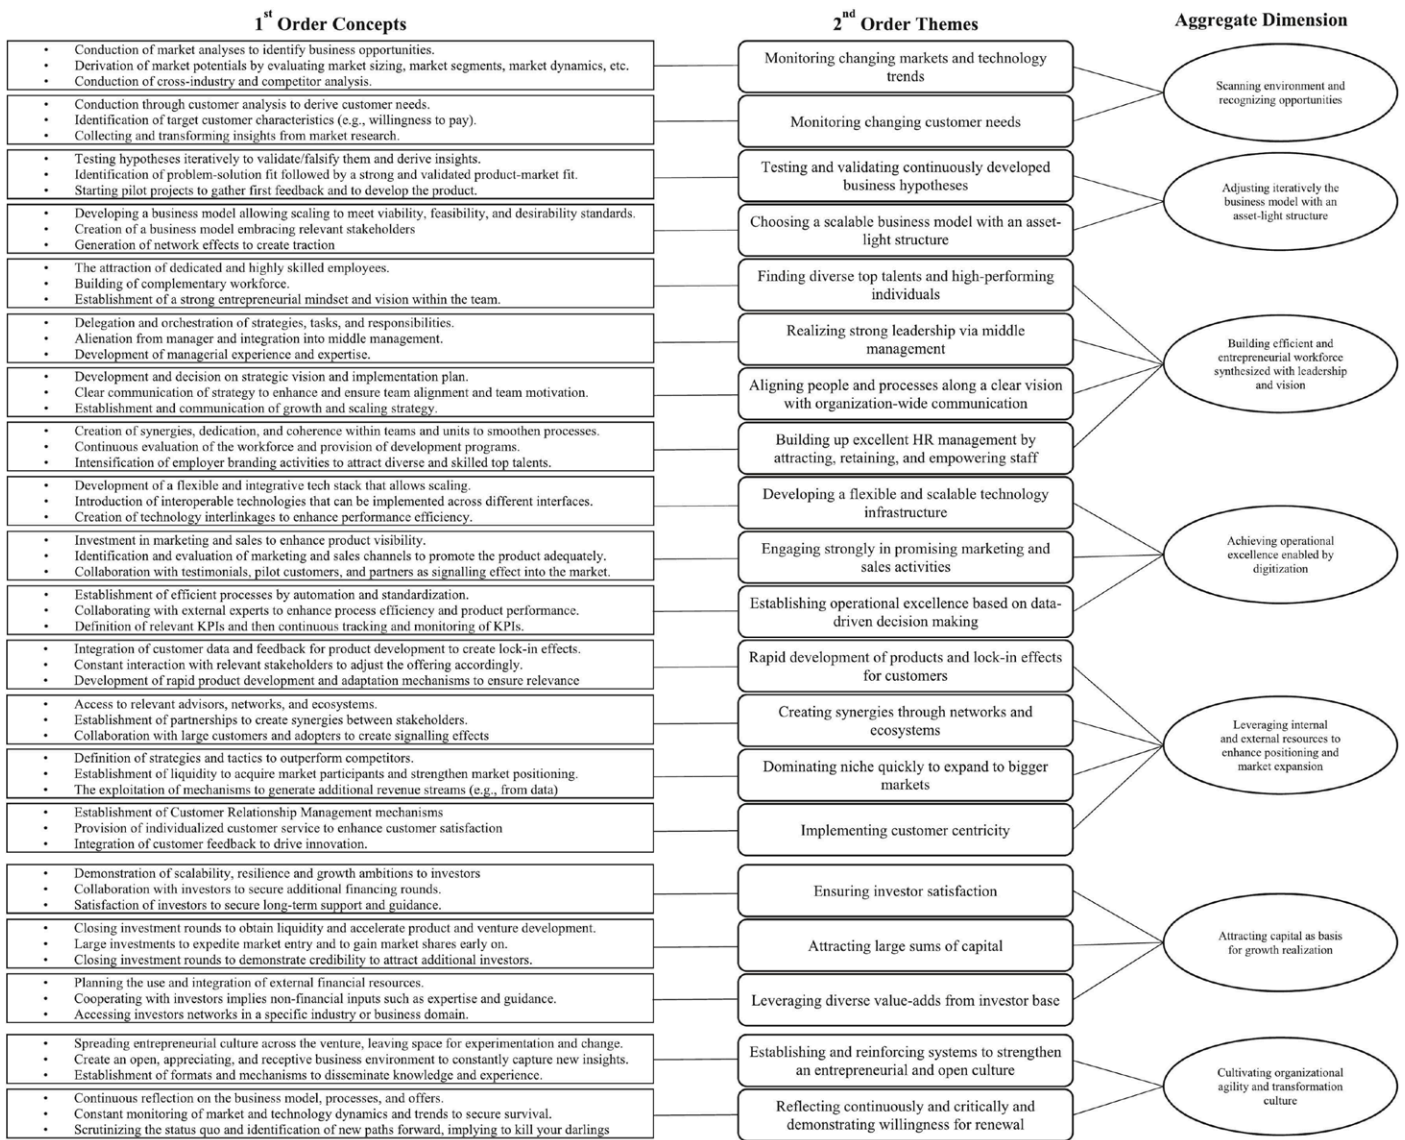 1st Order Concepts
2nd Order Themes
Aggregate Dimension
• Conduction of market analyses to identify business opportunities.
• Derivation of market potentials by evaluating market sizing, market segments, market dynamics, etc.
• Conduction of cross-industry and competitor analysis.
Monitoring changing markets and technology
trends
Scanning environment and
recognizing opportunities
• Conduction through customer analysis to derive customer needs.
• Identification of target customer characteristics (e.g., willingness to pay).
• Collecting and transforming insights from market research.
Monitoring changing customer needs
• Testing hypotheses iteratively to validate/falsify them and derive insights.
• Identification of problem-solution fit followed by a strong and validated product-market fit.
• Starting pilot projects to gather first feedback and to develop the product.
Testing and validating continuously developed
business hypotheses
Adjusting iteratively the
business model with an
asset-light structure
• Developing a business model allowing scaling to meet viability, feasibility, and desirability standards.
• Creation of a business model embracing relevant stakeholders
• Generation of network effects to create traction
Choosing a scalable business model with an asset-
light structure
• The attraction of dedicated and highly skilled employees.
• Building of complementary workforce.
• Establishment of a strong entrepreneurial mindset and vision within the team.
Finding diverse top talents and high-performing
individuals
• Delegation and orchestration of strategies, tasks, and responsibilities.
• Alienation from manager and integration into middle management.
• Development of managerial experience and expertise.
Realizing strong leadership via middle
management
Building efficient and
entrepreneurial workforce
synthesized with leadership
and vision
• Development and decision on strategic vision and implementation plan.
• Clear communication of strategy to enhance and ensure team alignment and team motivation.
• Establishment and communication of growth and scaling strategy.
Aligning people and processes along a clear vision
with organization-wide communication
• Creation of synergies, dedication, and coherence within teams and units to smoothen processes.
• Continuous evaluation of the workforce and provision of development programs.
• Intensification of employer branding activities to attract diverse and skilled top talents.
Building up excellent HR management by
attracting, retaining, and empowering staff
• Development of a flexible and integrative tech stack that allows scaling.
• Introduction of interoperable technologies that can be implemented across different interfaces.
• Creation of technology interlinkages to enhance performance efficiency.
Developing a flexible and scalable technology
infrastructure
• Investment in marketing and sales to enhance product visibility.
• Identification and evaluation of marketing and sales channels to promote the product adequately.
• Collaboration with testimonials, pilot customers, and partners as signalling effect into the market.
Engaging strongly in promising marketing and
sales activities
Achieving operational
excellence enabled by
digitization
• Establishment of efficient processes by automation and standardization.
• Collaborating with external experts to enhance process efficiency and product performance.
• Definition of relevant KPIs and then continuous tracking and monitoring of KPIs.
Establishing operational excellence based on data-
driven decision making
• Integration of customer data and feedback for product development to create lock-in effects.
• Constant interaction with relevant stakeholders to adjust the offering accordingly.
• Development of rapid product development and adaptation mechanisms to ensure relevance
Rapid development of products and lock-in effects
for customers
• Access to relevant advisors, networks, and ecosystems.
• Establishment of partnerships to create synergies between stakeholders.
• Collaboration with large customers and adopters to create signalling effects
Creating synergies through networks and
ecosystems
Leveraging internal
and external resources to
enhance positioning and
market expansion
• Definition of strategies and tactics to outperform competitors.
• Establishment of liquidity to acquire market participants and strengthen market positioning.
• The exploitation of mechanisms to generate additional revenue streams (e.g., from data)
Dominating niche quickly to expand to bigger
markets
• Establishment of Customer Relationship Management mechanisms
• Provision of individualized customer service to enhance customer satisfaction
• Integration of customer feedback to drive innovation.
Implementing customer centricity
• Demonstration of scalability, resilience and growth ambitions to investors
• Collaboration with investors to secure additional financing rounds.
• Satisfaction of investors to secure long-term support and guidance.
Ensuring investor satisfaction
• Closing investment rounds to obtain liquidity and accelerate product and venture development.
• Large investments to expedite market entry and to gain market shares early on.
• Closing investment rounds to demonstrate credibility to attract additional investors.
Attracting large sums of capital
Attracting capital as basis
for growth realization
• Planning the use and integration of external financial resources.
• Cooperating with investors implies non-financial inputs such as expertise and guidance.
• Accessing investors networks in a specific industry or business domain.
Leveraging diverse value-adds from investor base
• Spreading entrepreneurial culture across the venture, leaving space for experimentation and change.
• Create an open, appreciating, and receptive business environment to constantly capture new insights.
• Establishment of formats and mechanisms to disseminate knowledge and experience.
Establishing and reinforcing systems to strengthen
an entrepreneurial and open culture
Cultivating organizational
agility and transformation
culture
• Continuous reflection on the business model, processes, and offers.
• Constant monitoring of market and technology dynamics and trends to secure survival.
• Scrutinizing the status quo and identification of new paths forward, implying to kill your darlings
Reflecting continuously and critically and
demonstrating willingness for renewal